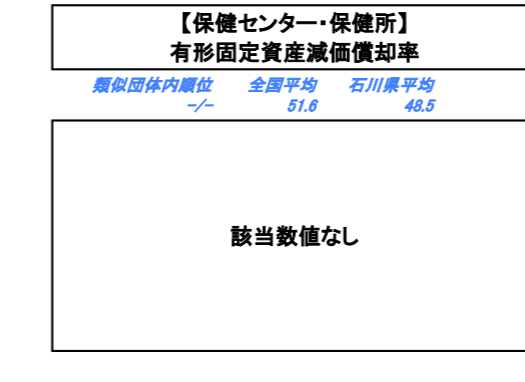 【保健センター・保健所】
有形固定資産減価償却率
類似団体内順位 全国平均 石川県平均
-/- 51.6 48.5
該当数値なし